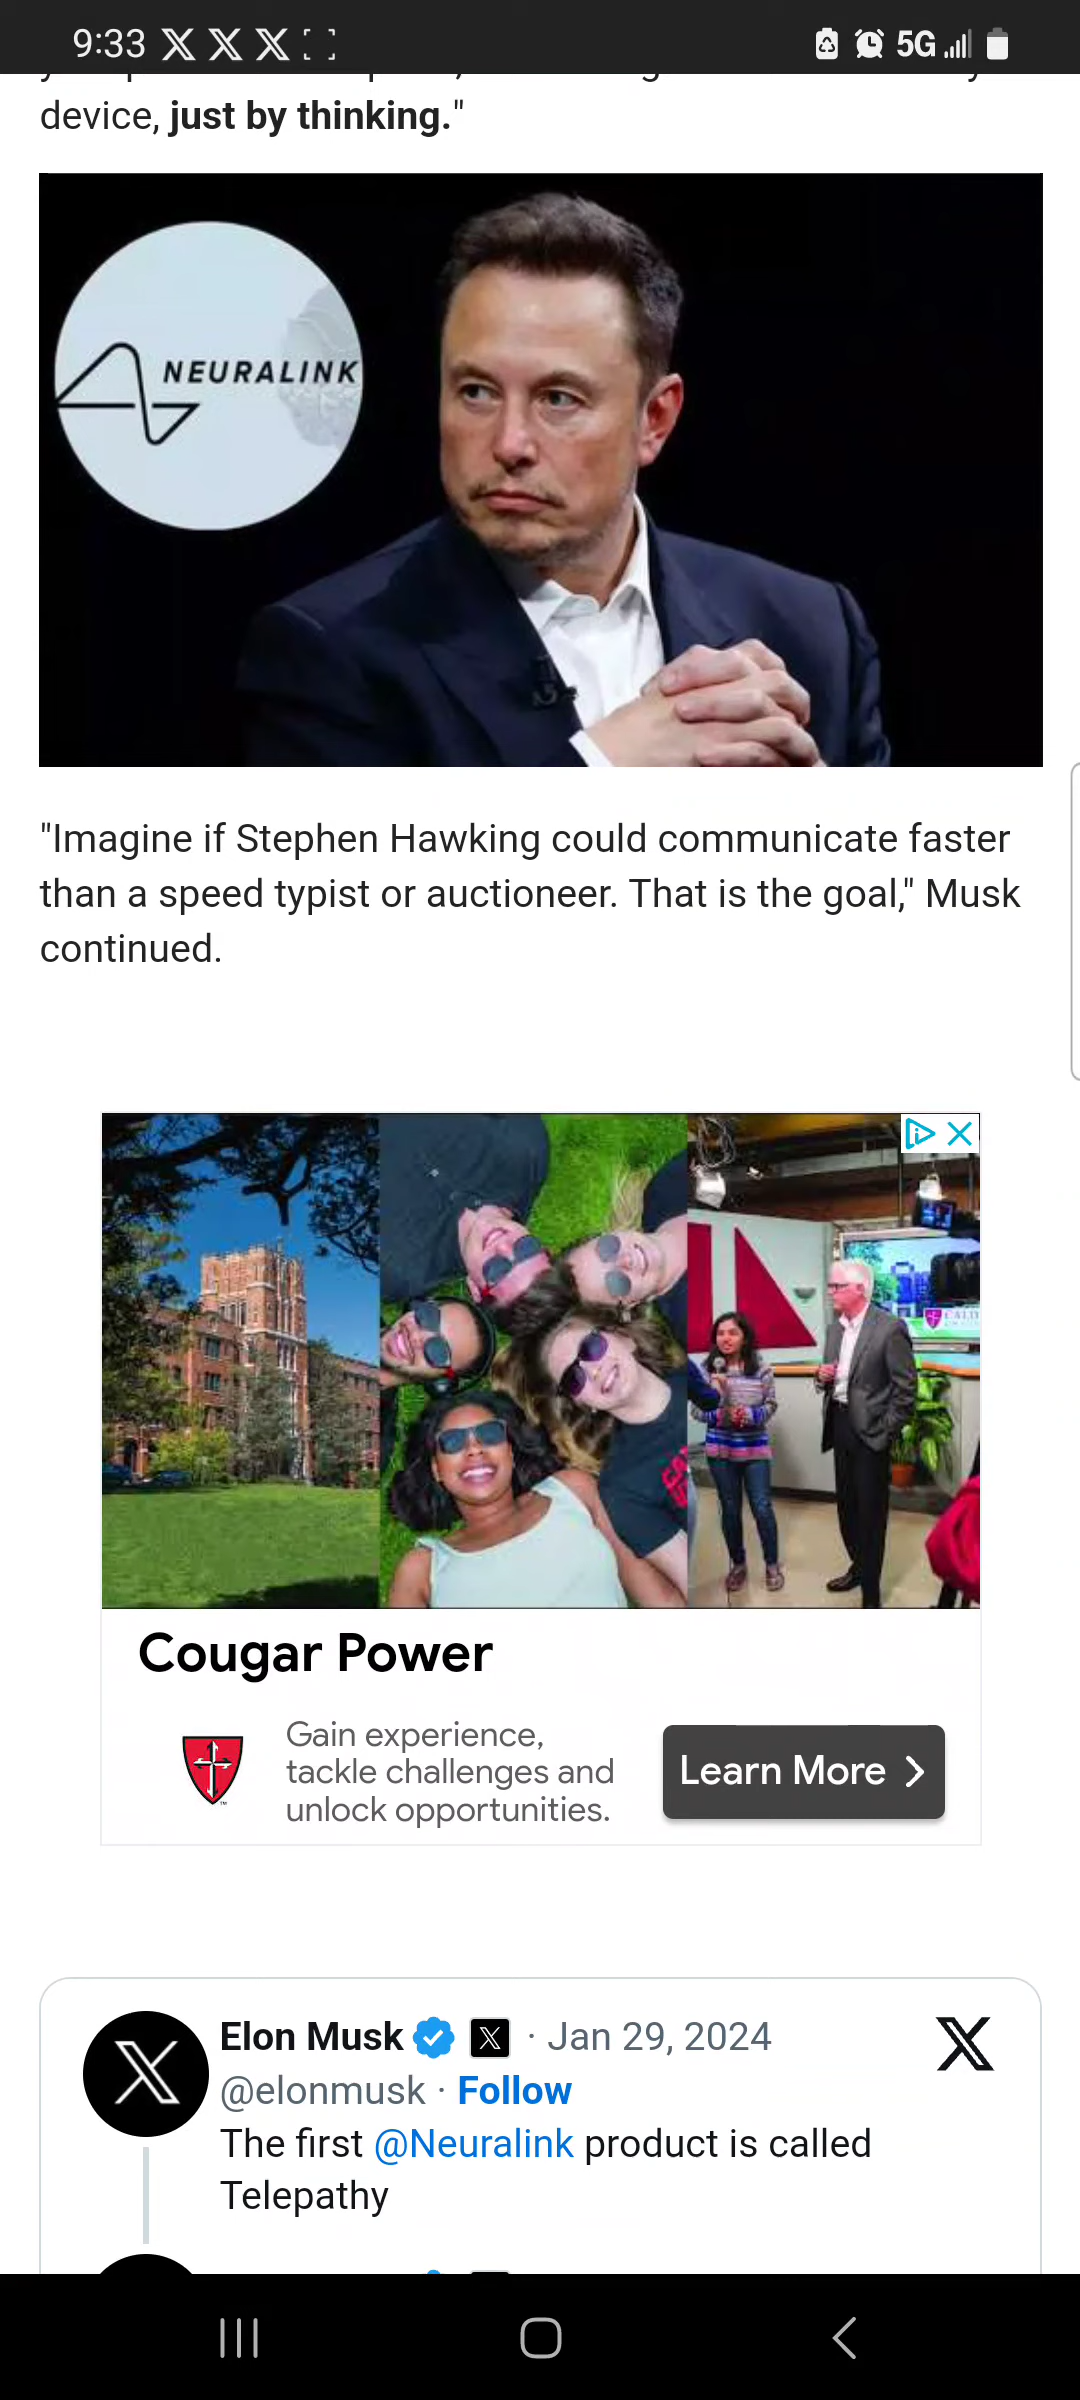 9:33
5G
device, just by thinking."
NEURALINK
"Imagine if Stephen Hawking could communicate faster
than a speed typist or auctioneer. That is the goal," Musk
continued.
Cougar Power
Gain experience,
tackle challenges and
unlock opportunities.
Learn More
Elon Musk · Jan 29, 2024
@elonmusk · Follow
The first @Neuralink product is called
Telepathy